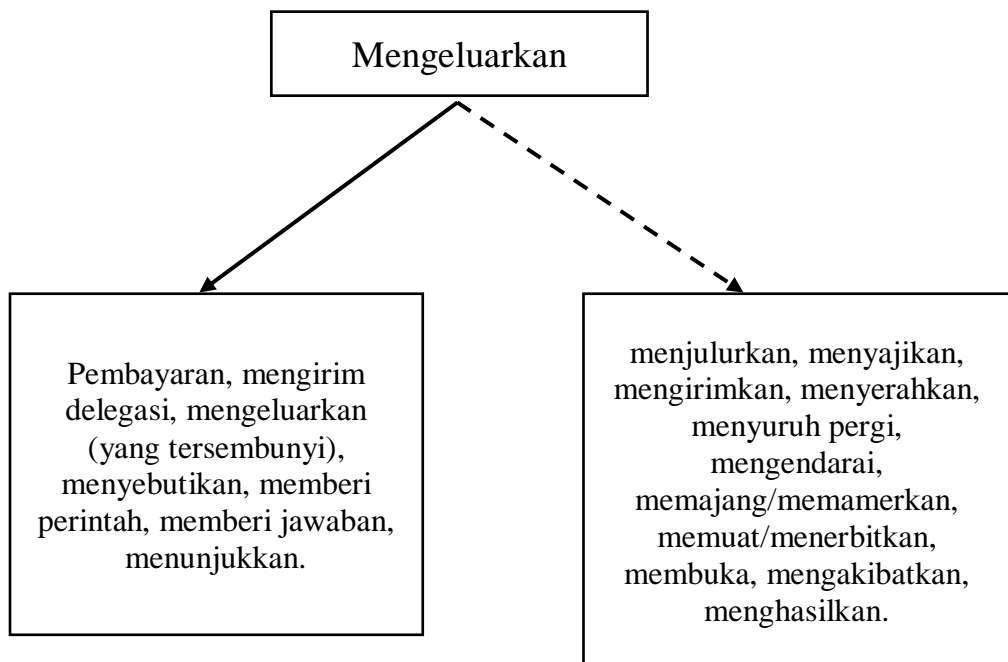 Mengeluarkan
Pembayaran, mengirim
delegasi, mengeluarkan
(yang tersembunyi),
menyebutikan, memberi
perintah, memberi jawaban,
menunjukkan.
menjulurkan, menyajikan,
mengirimkan, menyerahkan,
menyuruh pergi,
mengendarai,
memajang/memamerkan,
memuat/menerbitkan,
membuka, mengakibatkan,
menghasilkan.